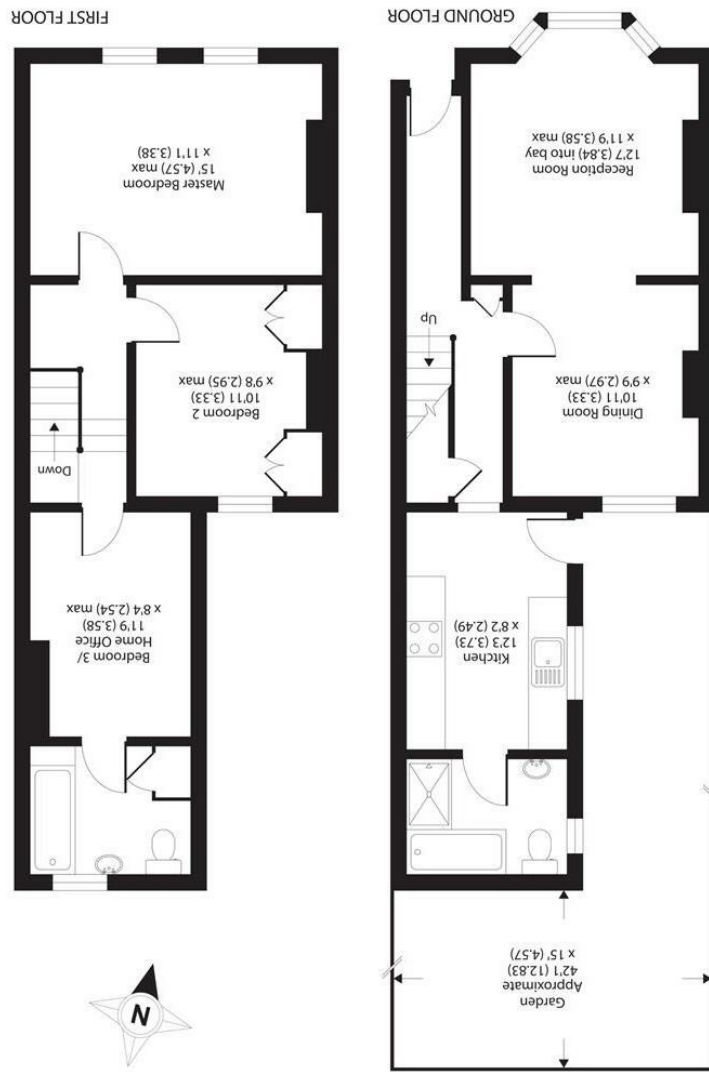 Garden
Approximate
42'1 (12.83)
x 15' (4.57)
Kitchen
12'3 (3.73)
x 8'2 (2.49)
Dining Room
10'11 (3.33)
x 9'9 (2.97) max
Up
Reception Room
12'7 (3.84) into bay
x 11'9 (3.58) max
GROUND FLOOR
N
Bedroom 3/
Home Office
11'9 (3.58)
x 8'4 (2.54) max
Down
Bedroom 2
10'11 (3.33)
x 9'8 (2.95) max
Master Bedroom
15' (4.57) max
x 11'1 (3.38)
FIRST FLOOR